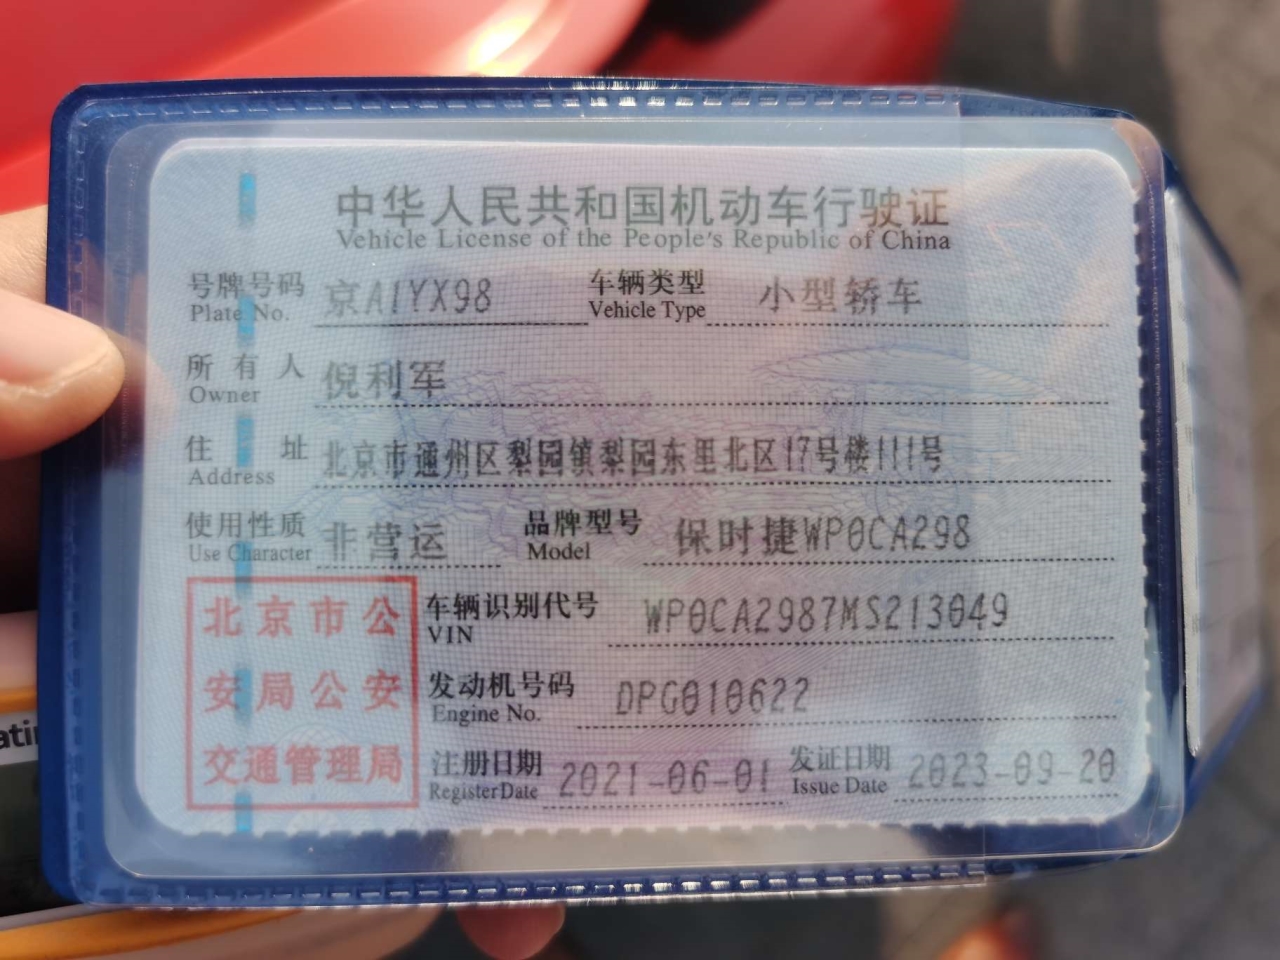 中华人民共和国机动车行驶证
Vehicle License of the People's Republic of China
号牌号码 京A1YX98 车辆类型 小型轿车
Plate No. Vehicle Type
所有人 倪利军
Owner
住址 北京市通州区梨园镇梨园东里北区17号楼111号
Address
使用性质 非营运 品牌型号 保时捷WP0CA298
Use Character Model
北京市公
安局公安
交通管理局
车辆识别代号 WP0CA2987MS213049
VIN
发动机号码 DPG010622
Engine No.
注册日期 2021-06-01 发证日期 2023-09-20
Register Date Issue Date